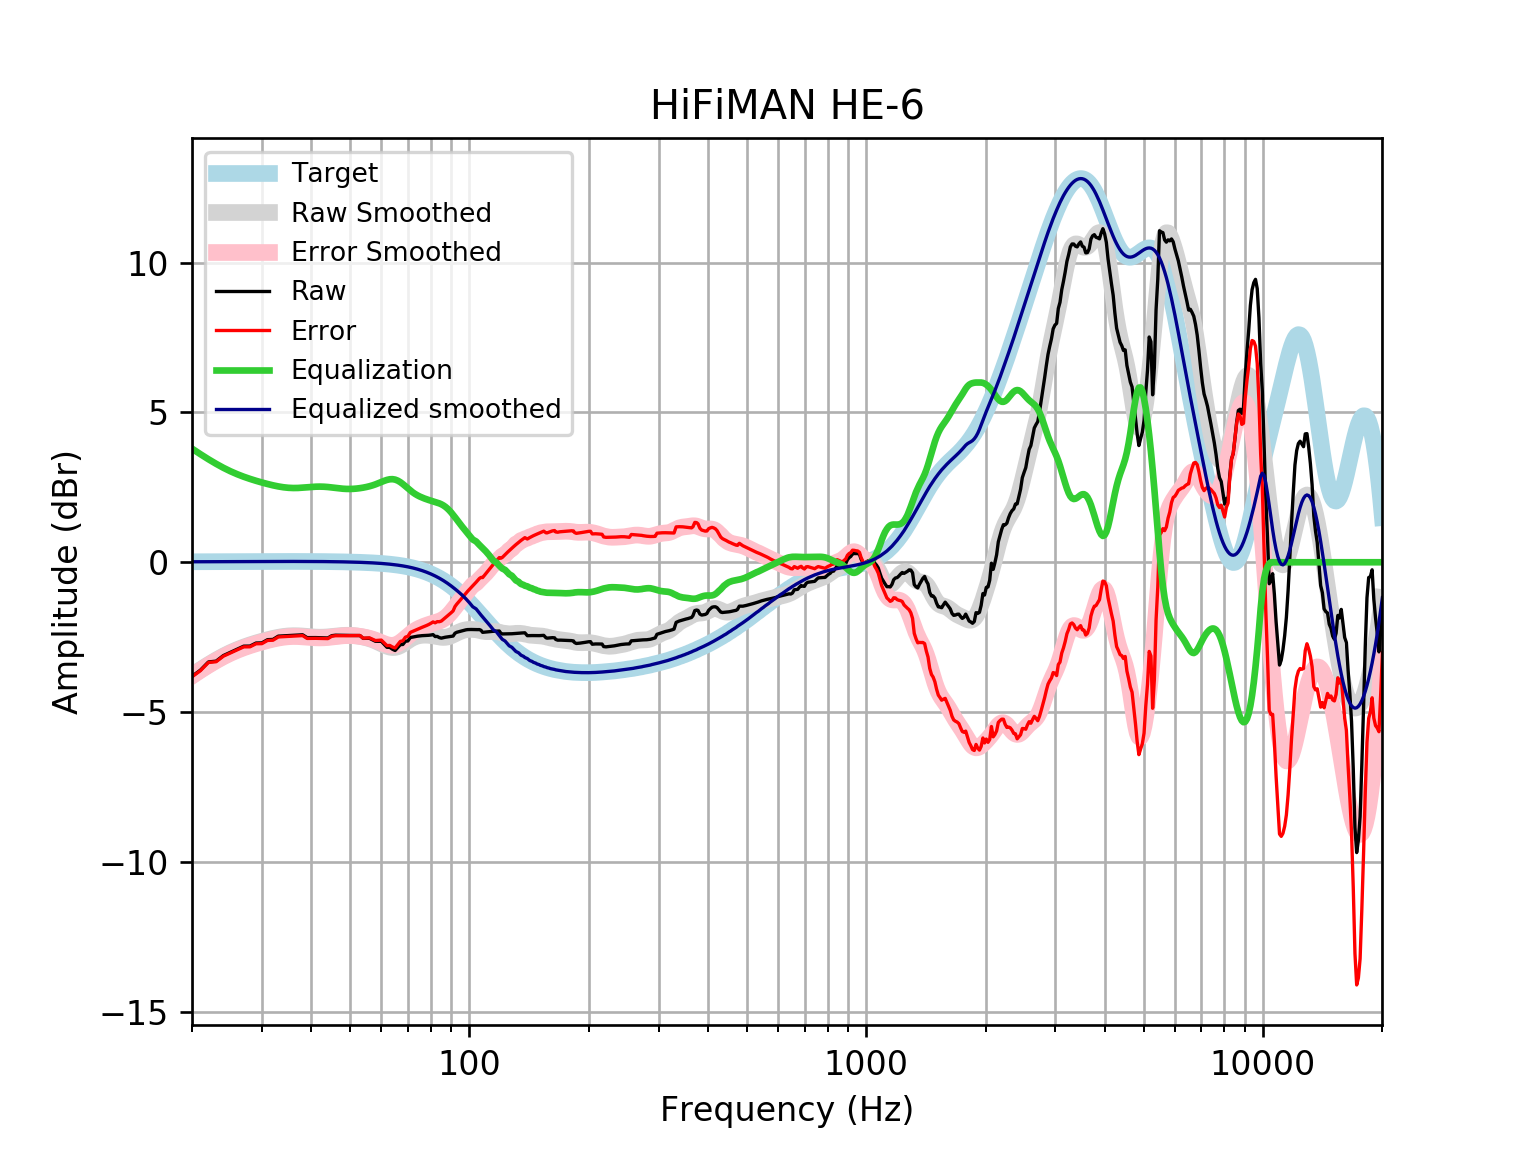 HiFiMAN HE-6
Target
Raw Smoothed
Error Smoothed
Raw
Error
Equalization
Equalized smoothed
10
5
0
−5
−10
−15
Amplitude (dBr)
100 1000 10000
Frequency (Hz)